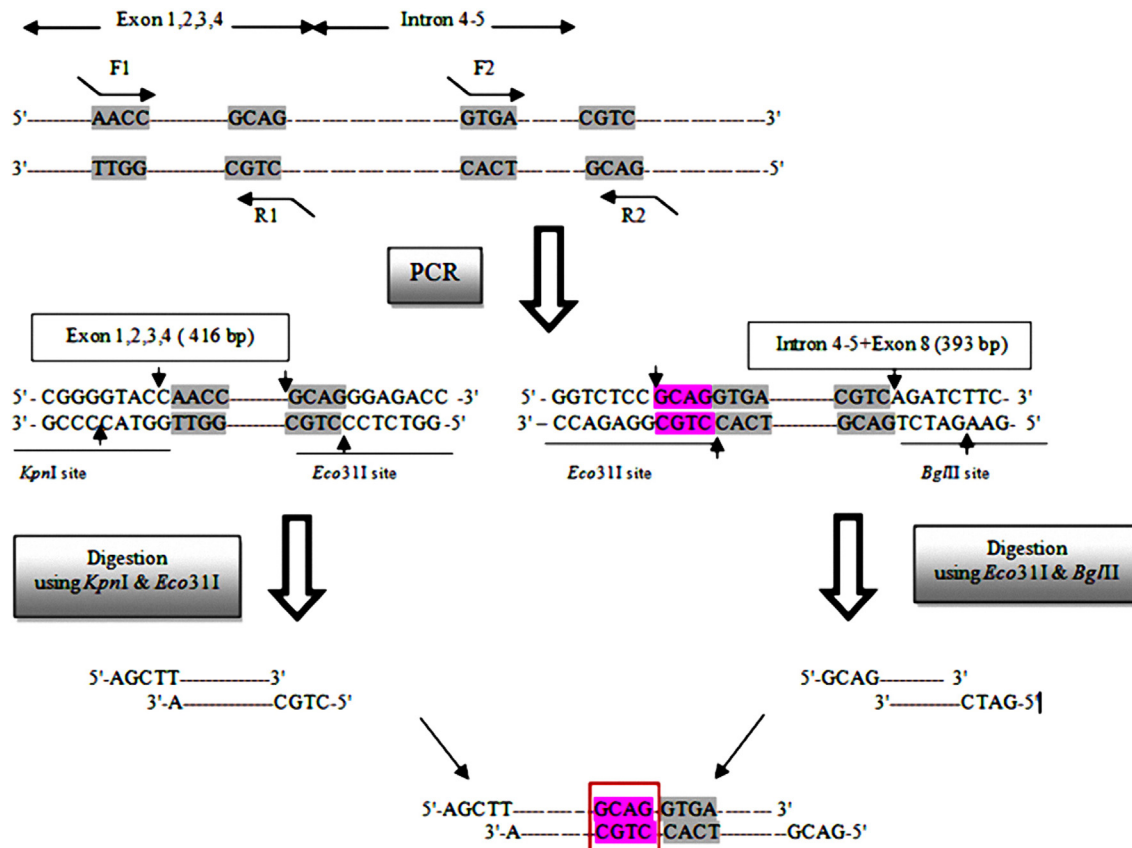 Exon 1,2,3,4 Intron 4-5
F1 F2
5'-----------AACC-------------GCAG-----------------------------GTGA----------CGTC--------------------3'
3'-----------TTGG-------------CGTC-----------------------------CACT----------GCAG--------------------5'
R1 R2
PCR
Exon 1,2,3,4 ( 416 bp) Intron 4-5+Exon 8 (393 bp)
5'- CGGGGTACCAACC----------GCAGGGAGACC -3' 5'- GGTCTCCGCAGGTGA-----------CGTCAGATCTTC- 3'
3'- GCCCCATGGTTGG----------CGTCCCTCTGG-5' 3'– CCAGAGGCGTCCACT-----------GCAGTCTAGAAG- 5'
KpnI site Eco31I site Eco31I site BglII site
Digestion
using KpnI & Eco31I
Digestion
using Eco31I & BglII
5'-AGCTT--------------3' 5'-GCAG---------- 3'
3'-A--------------CGTC-5' 3'-----------CTAG-5'
5'-AGCTT-------------GCAGGTGA------------ 3'
3'-A-------------CGTCCACT------------GCAG-5'